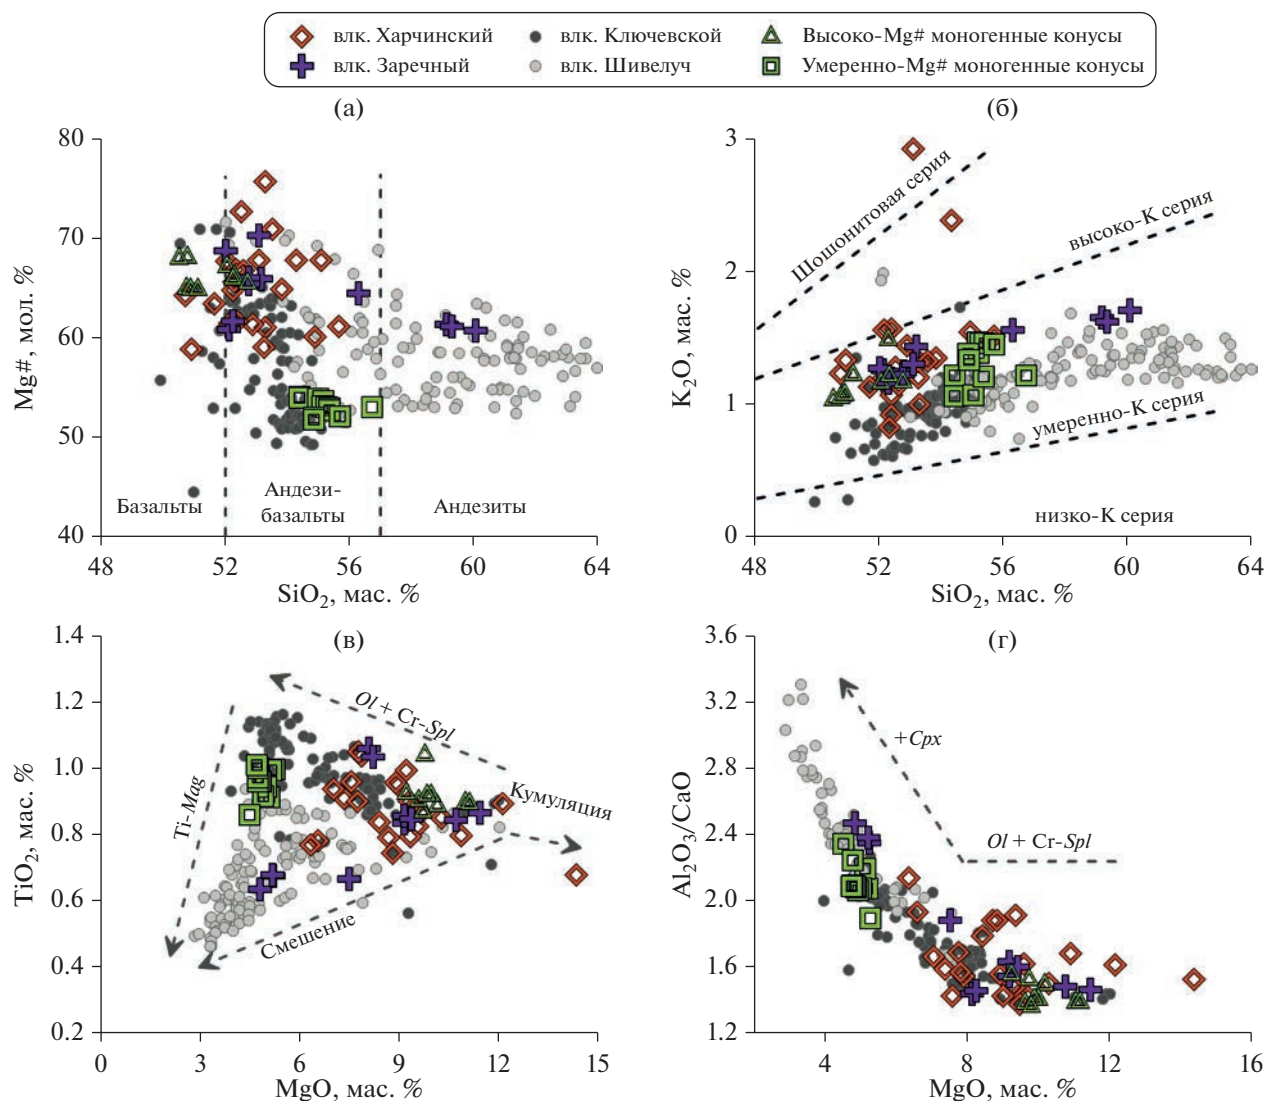 влк. Харчинский влк. Ключевской Высоко-Mg# моногенные конусы
влк. Заречный влк. Шивелуч Умеренно-Mg# моногенные конусы
(а)
80
70
60
50
40
Mg#, мол. %
Базальты
Андези-
базальты
Андезиты
48 52 56 60 64
SiO₂, мас. %
(б)
3
2
1
0
K₂O, мас. %
Шошонитовая серия
высоко-К серия
умеренно-К серия
низко-К серия
48 52 56 60 64
SiO₂, мас. %
(в)
1.4
1.2
1.0
0.8
0.6
0.4
0.2
TiO₂, мас. %
Ol + Cr-Spl
Ti-Mag
Кумуляция
Смешение
0 3 6 9 12 15
MgO, мас. %
(г)
3.6
3.2
2.8
2.4
2.0
1.6
1.2
Al₂O₃/CaO
+Cpx
Ol + Cr-Spl
4 8 12 16
MgO, мас. %